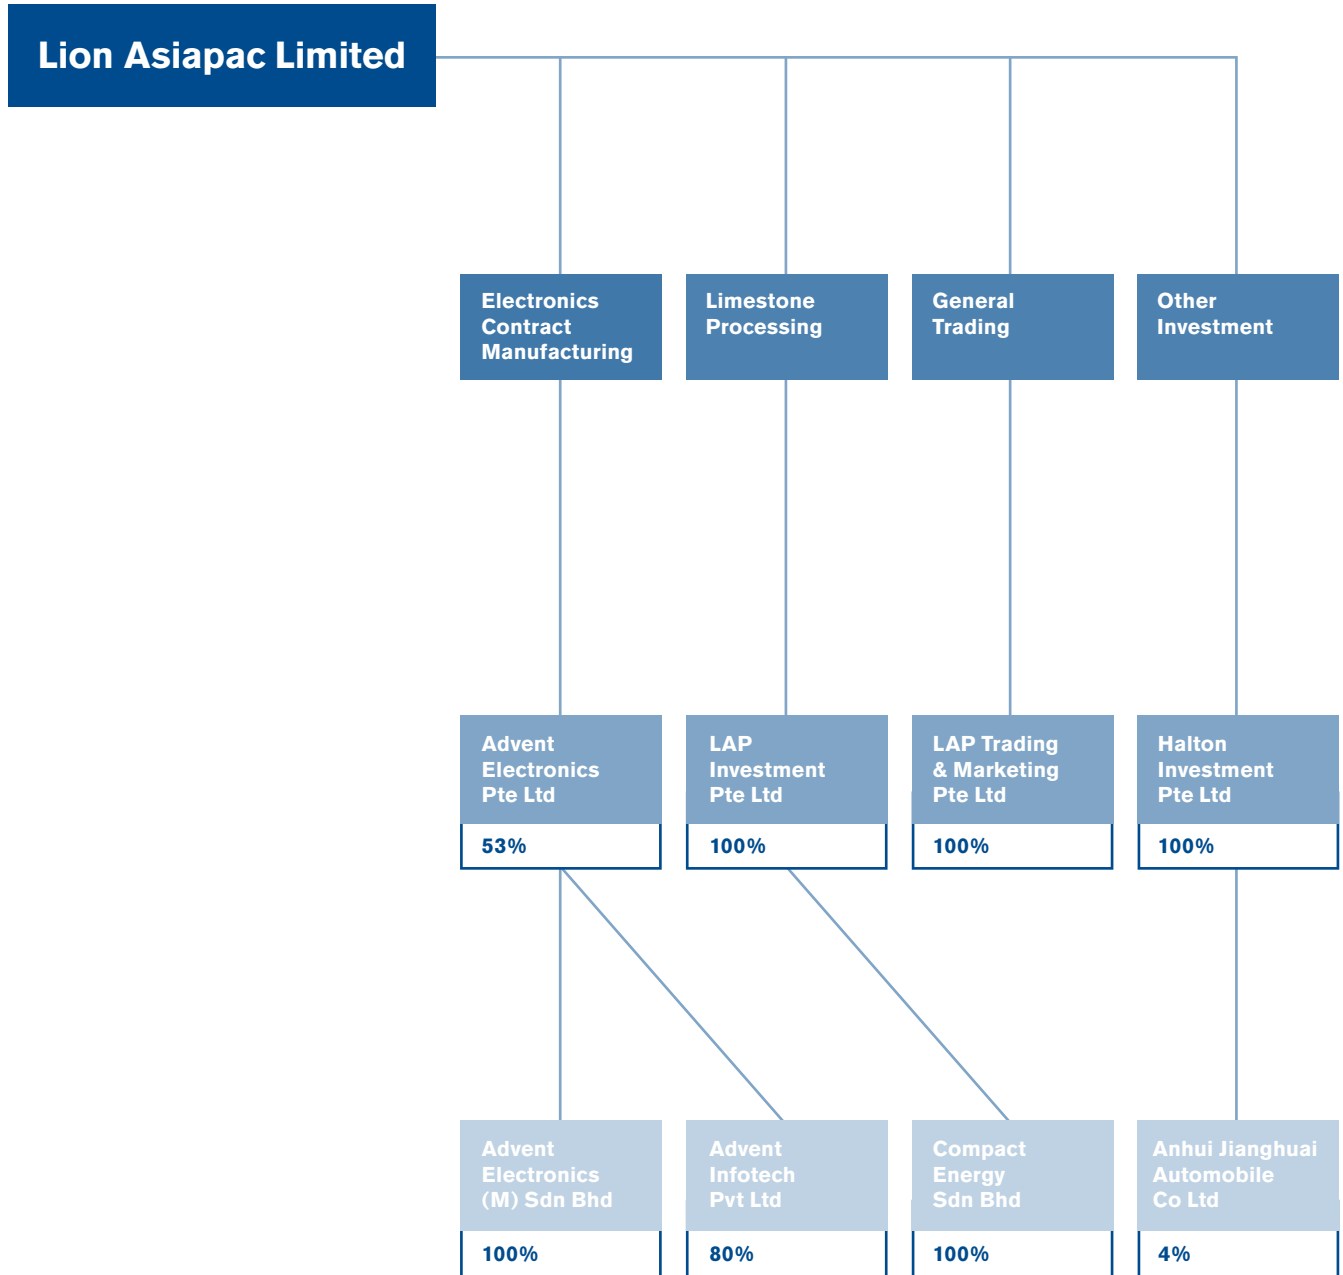 Lion Asiapac Limited
Electronics
Contract
Manufacturing
Limestone
Processing
General
Trading
Other
Investment
Advent
Electronics
Pte Ltd
53%
LAP
Investment
Pte Ltd
100%
LAP Trading
& Marketing
Pte Ltd
100%
Halton
Investment
Pte Ltd
100%
Advent
Electronics
(M) Sdn Bhd
100%
Advent
Infotech
Pvt Ltd
80%
Compact
Energy
Sdn Bhd
100%
Anhui Jianghuai
Automobile
Co Ltd
4%